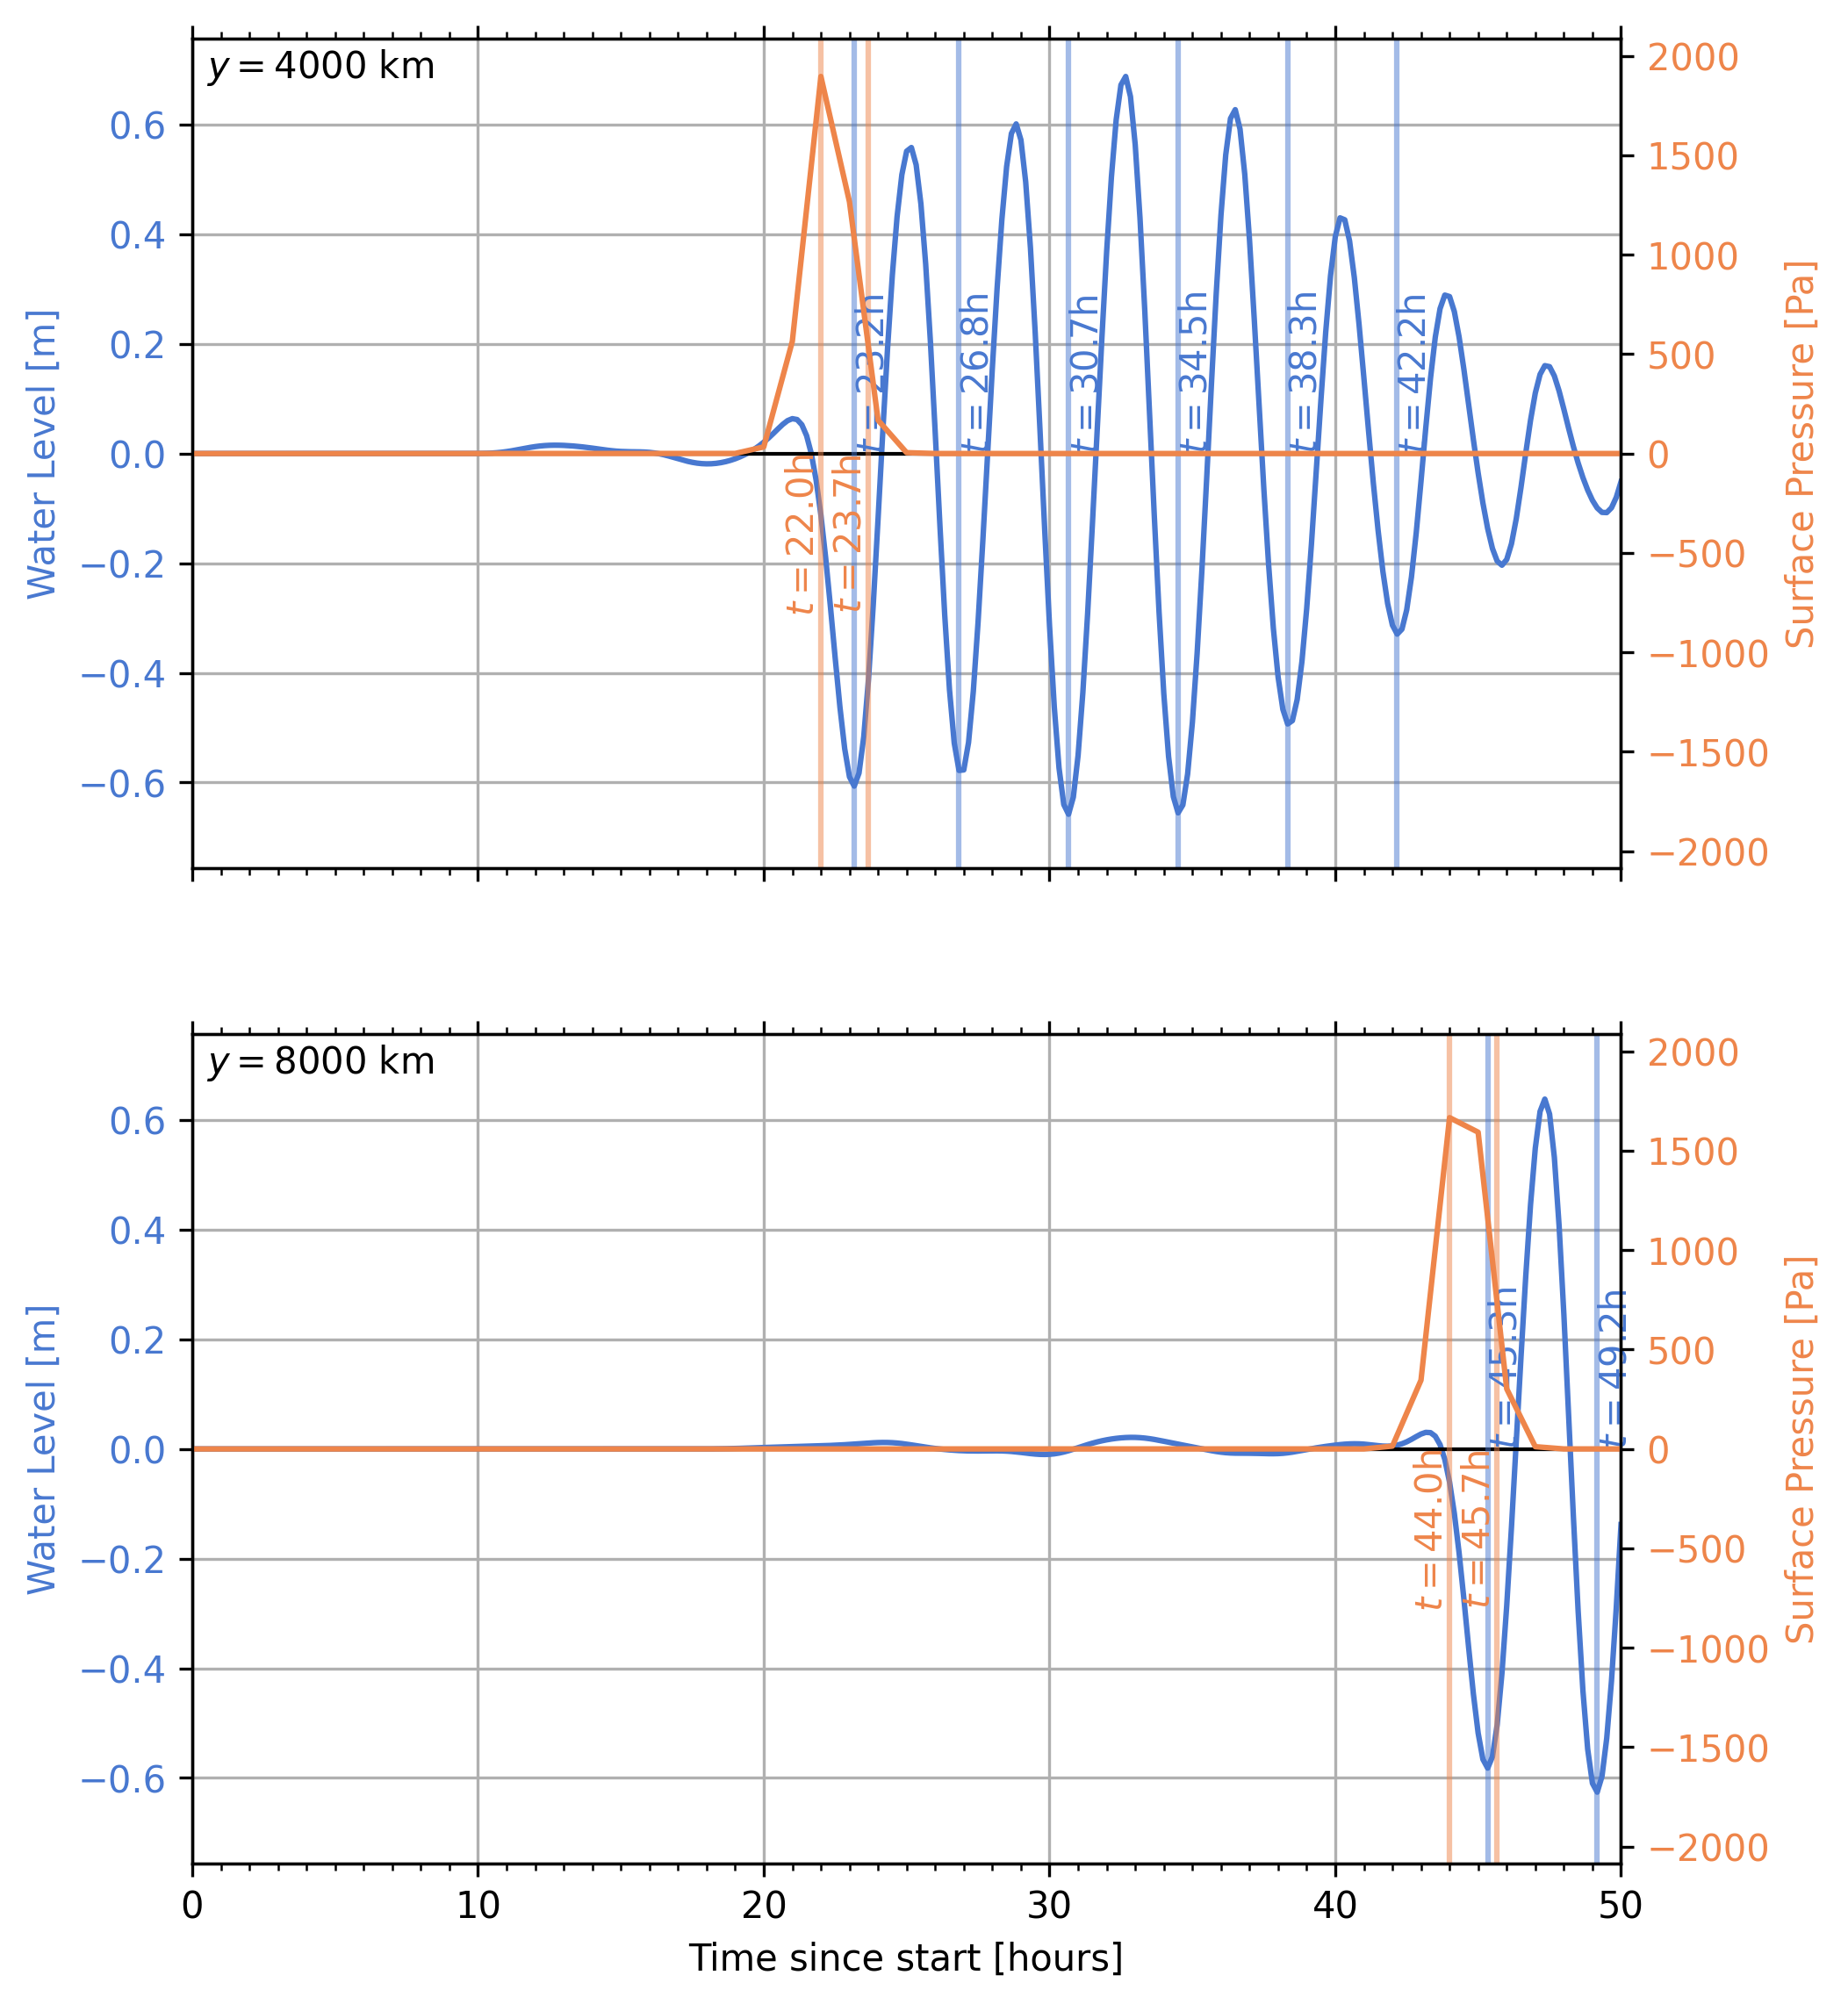 y = 4000 km
0.6
0.4
0.2
0.0
−0.2
−0.4
−0.6
Water Level [m]
2000
1500
1000
500
0
−500
−1000
−1500
−2000
Surface Pressure [Pa]
t = 23.2h
t = 26.8h
t = 30.7h
t = 34.5h
t = 38.3h
t = 42.2h
t = 22.0h
t = 23.7h
y = 8000 km
0.6
0.4
0.2
0.0
−0.2
−0.4
−0.6
Water Level [m]
2000
1500
1000
500
0
−500
−1000
−1500
−2000
Surface Pressure [Pa]
t = 45.3h
t = 49.2h
t = 44.0h
t = 45.7h
0 10 20 30 40 50
Time since start [hours]